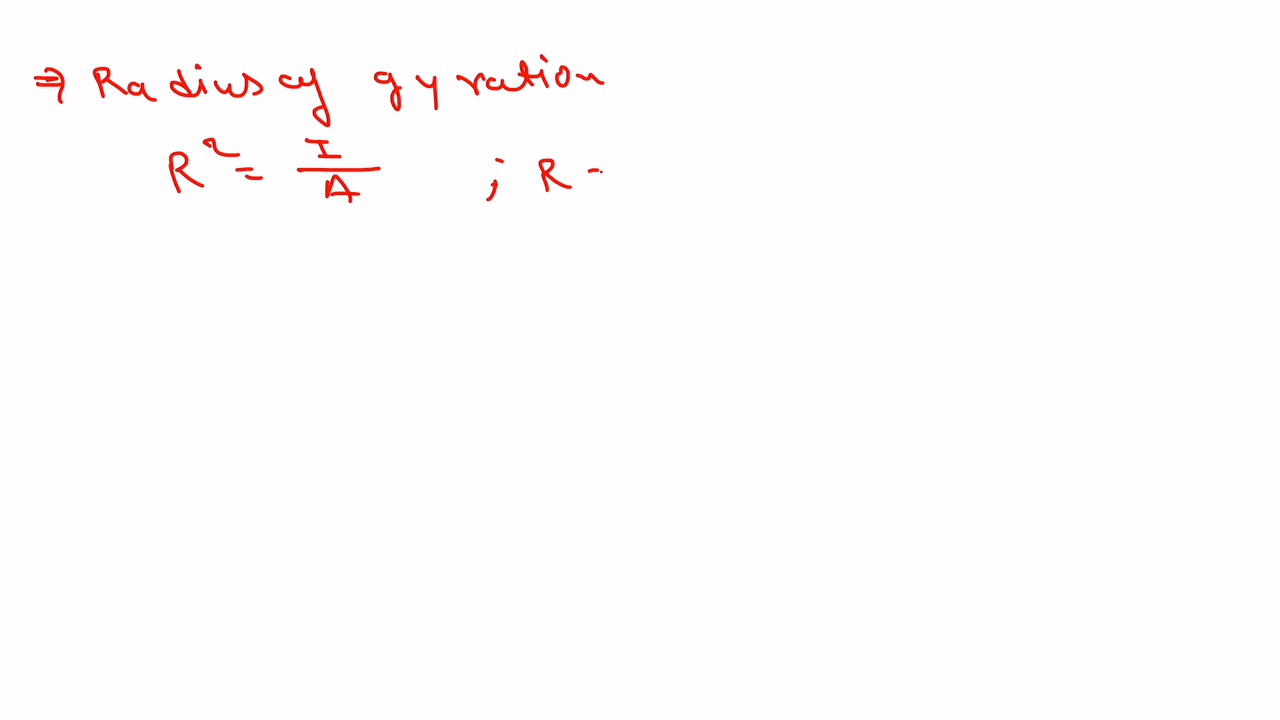 ⇒ Radius of gyration
R² = I/A ; R -